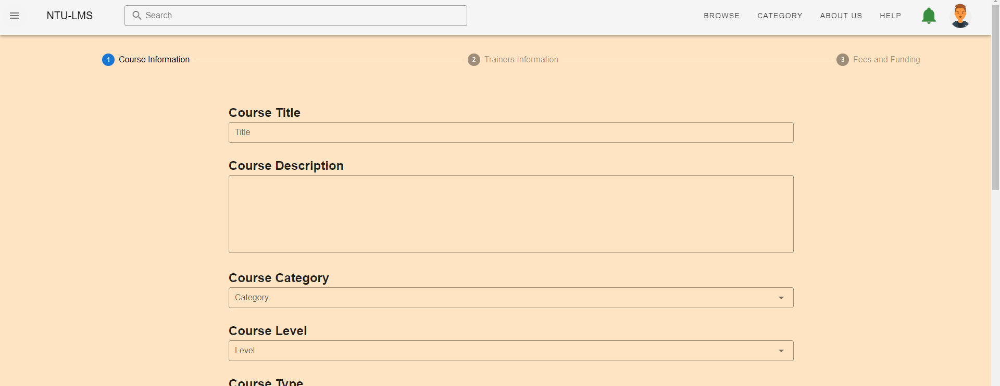 NTU-LMS
Search
BROWSE
CATEGORY
ABOUT US
HELP
1 Course Information
2 Trainers Information
3 Fees and Funding
Course Title
Title
Course Description
Course Category
Category
Course Level
Level
Course Type